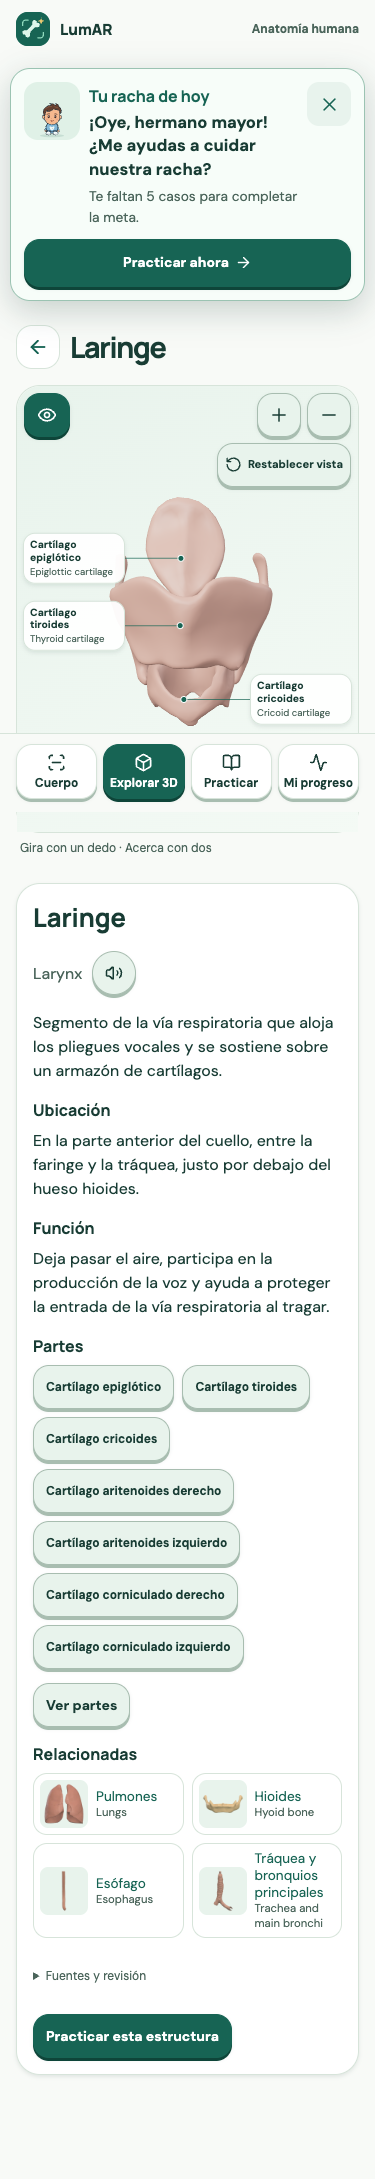 LumAR
Anatomía humana
Tu racha de hoy
¡Oye, hermano mayor!
¿Me ayudas a cuidar
nuestra racha?
Te faltan 5 casos para completar
la meta.
Practicar ahora →
Laringe
Restablecer vista
Cartílago
epiglótico
Epiglottic cartilage
Cartílago
tiroides
Thyroid cartilage
Cartílago
cricoides
Cricoid cartilage
Cuerpo
Explorar 3D
Practicar
Mi progreso
Gira con un dedo · Acerca con dos
Laringe
Larynx
Segmento de la vía respiratoria que aloja
los pliegues vocales y se sostiene sobre
un armazón de cartílagos.
Ubicación
En la parte anterior del cuello, entre la
faringe y la tráquea, justo por debajo del
hueso hioides.
Función
Deja pasar el aire, participa en la
producción de la voz y ayuda a proteger
la entrada de la vía respiratoria al tragar.
Partes
Cartílago epiglótico
Cartílago tiroides
Cartílago cricoides
Cartílago aritenoides derecho
Cartílago aritenoides izquierdo
Cartílago corniculado derecho
Cartílago corniculado izquierdo
Ver partes
Relacionadas
Pulmones
Lungs
Hioides
Hyoid bone
Esófago
Esophagus
Tráquea y
bronquios
principales
Trachea and
main bronchi
Fuentes y revisión
Practicar esta estructura